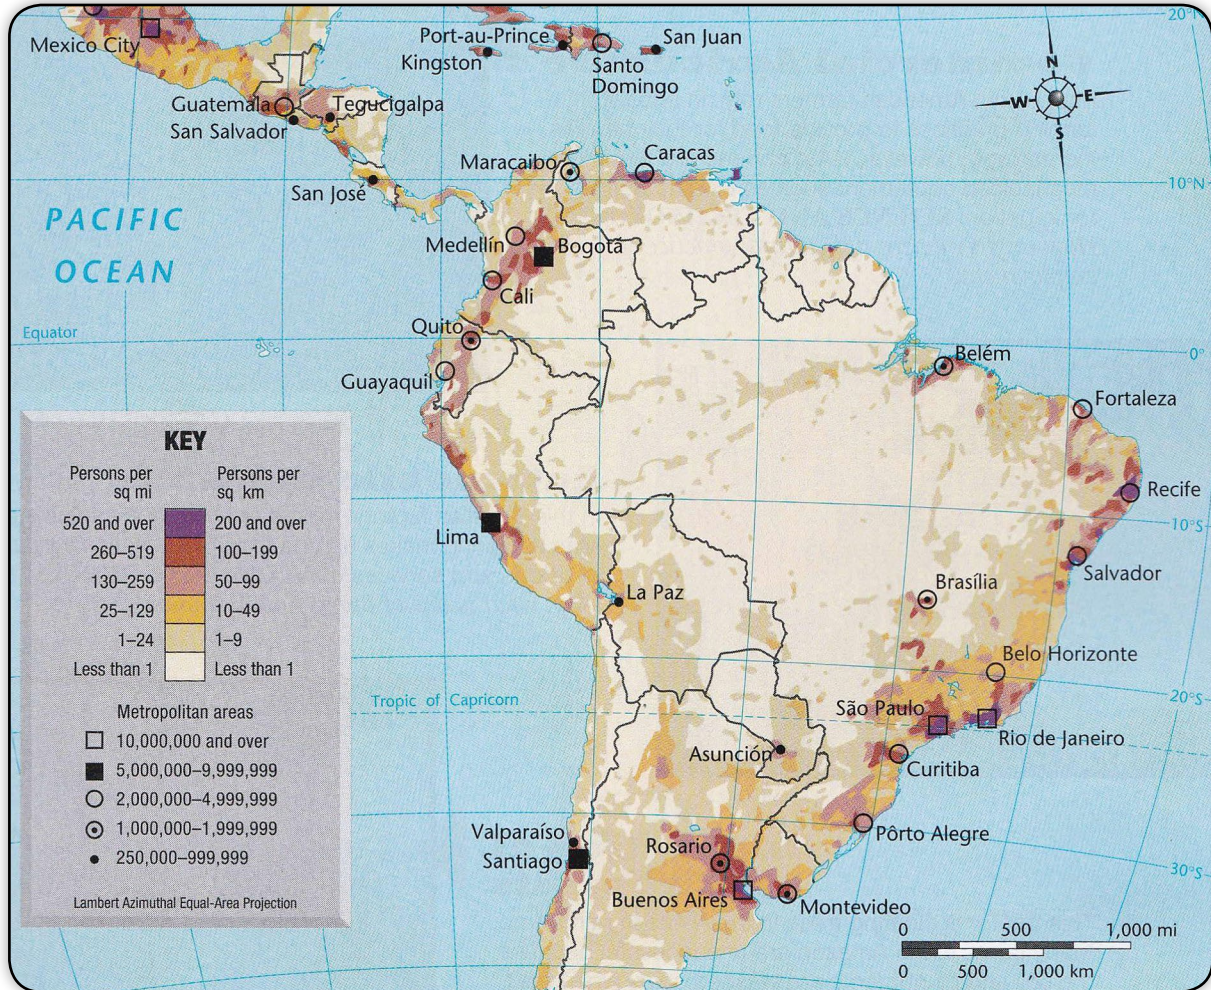 20°N
Mexico City
Port-au-Prince
San Juan
Kingston
Santo
Domingo
N
W
E
S
Guatemala
Tegucigalpa
San Salvador
Maracaibo
Caracas
San José
10°N
PACIFIC
OCEAN
Medellín
Bogotá
Cali
Equator
Quito
0°
Belém
Guayaquil
Fortaleza
Recife
10°S
Lima
Salvador
La Paz
Brasília
Belo Horizonte
20°S
Tropic of Capricorn
São Paulo
Rio de Janeiro
Asunción
Curitiba
Valparaíso
Pôrto Alegre
Santiago
Rosario
30°S
Buenos Aires
Montevideo
KEY
Persons per
sq mi
Persons per
sq km
520 and over
200 and over
260–519
100–199
130–259
50–99
25–129
10–49
1–24
1–9
Less than 1
Less than 1
Metropolitan areas
10,000,000 and over
5,000,000–9,999,999
2,000,000–4,999,999
1,000,000–1,999,999
250,000–999,999
Lambert Azimuthal Equal-Area Projection
0 500 1,000 mi
0 500 1,000 km